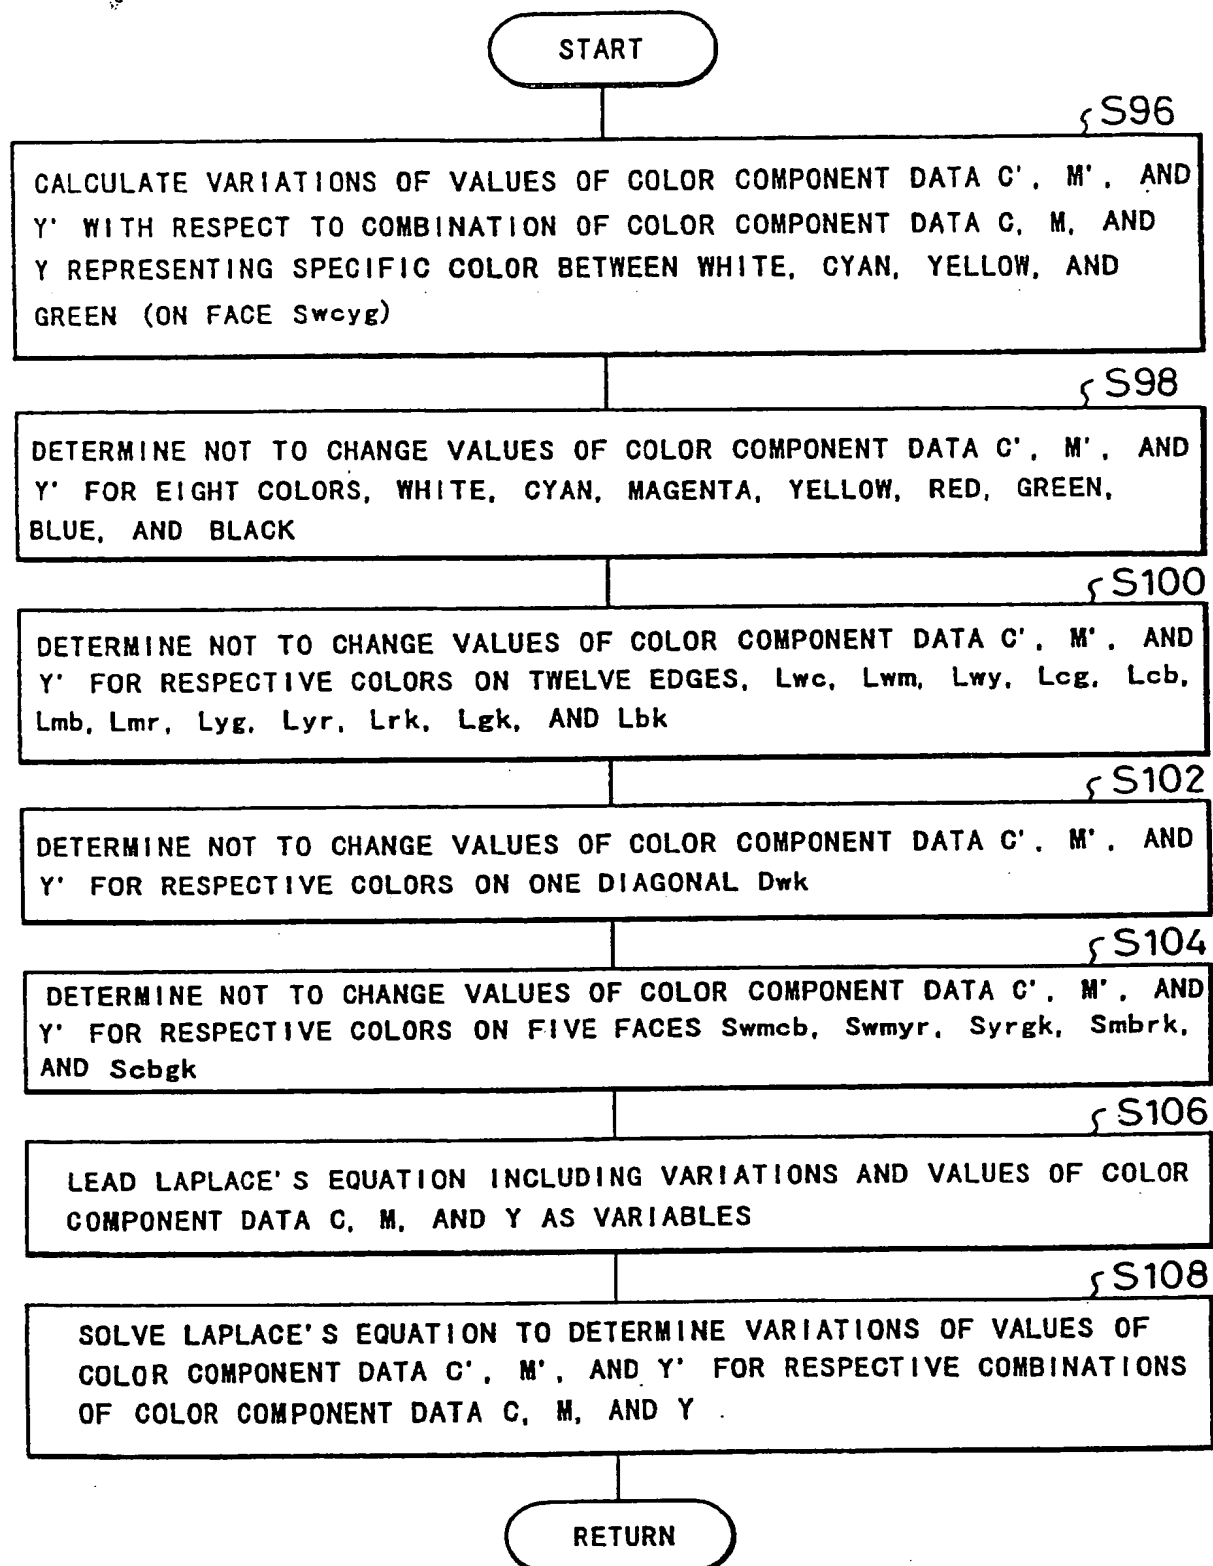 START
S96
CALCULATE VARIATIONS OF VALUES OF COLOR COMPONENT DATA C', M', AND
Y' WITH RESPECT TO COMBINATION OF COLOR COMPONENT DATA C, M, AND
Y REPRESENTING SPECIFIC COLOR BETWEEN WHITE, CYAN, YELLOW, AND
GREEN (ON FACE Swcyg)
S98
DETERMINE NOT TO CHANGE VALUES OF COLOR COMPONENT DATA C', M', AND
Y' FOR EIGHT COLORS, WHITE, CYAN, MAGENTA, YELLOW, RED, GREEN,
BLUE, AND BLACK
S100
DETERMINE NOT TO CHANGE VALUES OF COLOR COMPONENT DATA C', M', AND
Y' FOR RESPECTIVE COLORS ON TWELVE EDGES, Lwc, Lwm, Lwy, Lcg, Lcb,
Lmb, Lmr, Lyg, Lyr, Lrk, Lgk, AND Lbk
S102
DETERMINE NOT TO CHANGE VALUES OF COLOR COMPONENT DATA C', M', AND
Y' FOR RESPECTIVE COLORS ON ONE DIAGONAL Dwk
S104
DETERMINE NOT TO CHANGE VALUES OF COLOR COMPONENT DATA C', M', AND
Y' FOR RESPECTIVE COLORS ON FIVE FACES Swmcb, Swmyr, Syrgk, Smbrk,
AND Scbgk
S106
LEAD LAPLACE'S EQUATION INCLUDING VARIATIONS AND VALUES OF COLOR
COMPONENT DATA C, M, AND Y AS VARIABLES
S108
SOLVE LAPLACE'S EQUATION TO DETERMINE VARIATIONS OF VALUES OF
COLOR COMPONENT DATA C', M', AND Y' FOR RESPECTIVE COMBINATIONS
OF COLOR COMPONENT DATA C, M, AND Y
RETURN